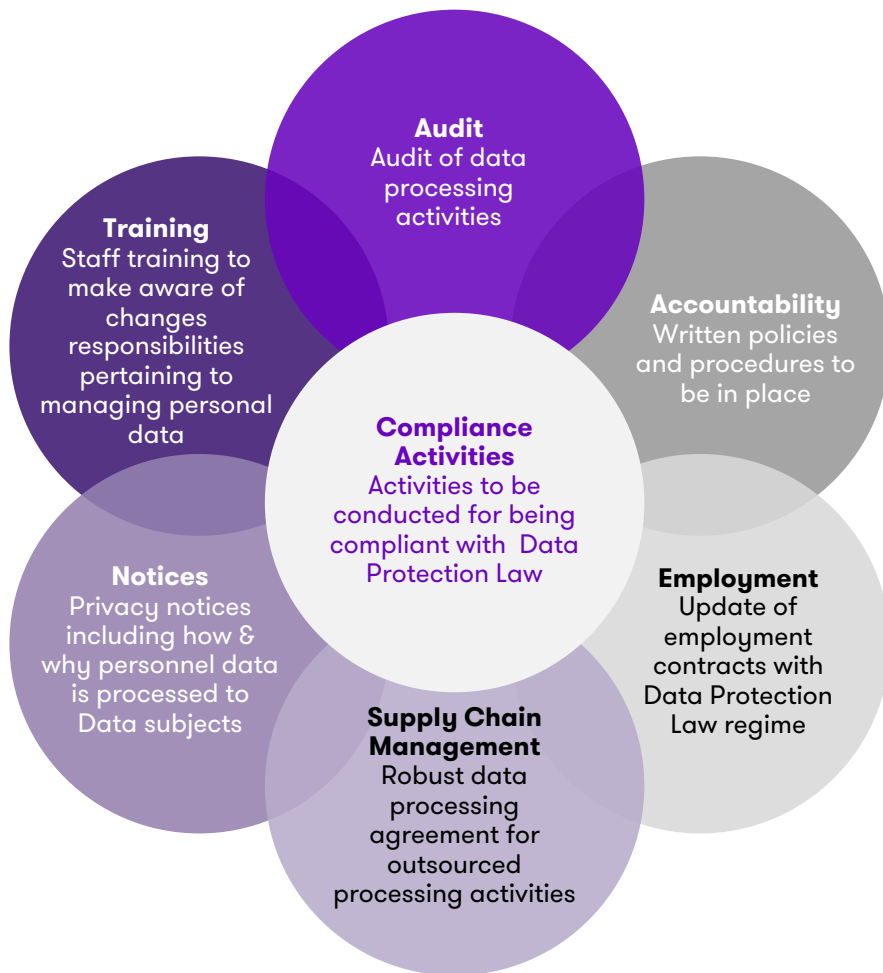 Audit
Audit of data
processing
activities
Accountability
Written policies
and procedures to
be in place
Employment
Update of
employment
contracts with
Data Protection
Law regime
Supply Chain
Management
Robust data
processing
agreement for
outsourced
processing activities
Notices
Privacy notices
including how &
why personnel data
is processed to
Data subjects
Training
Staff training to
make aware of
changes
responsibilities
pertaining to
managing personal
data
Compliance
Activities
Activities to be
conducted for being
compliant with Data
Protection Law